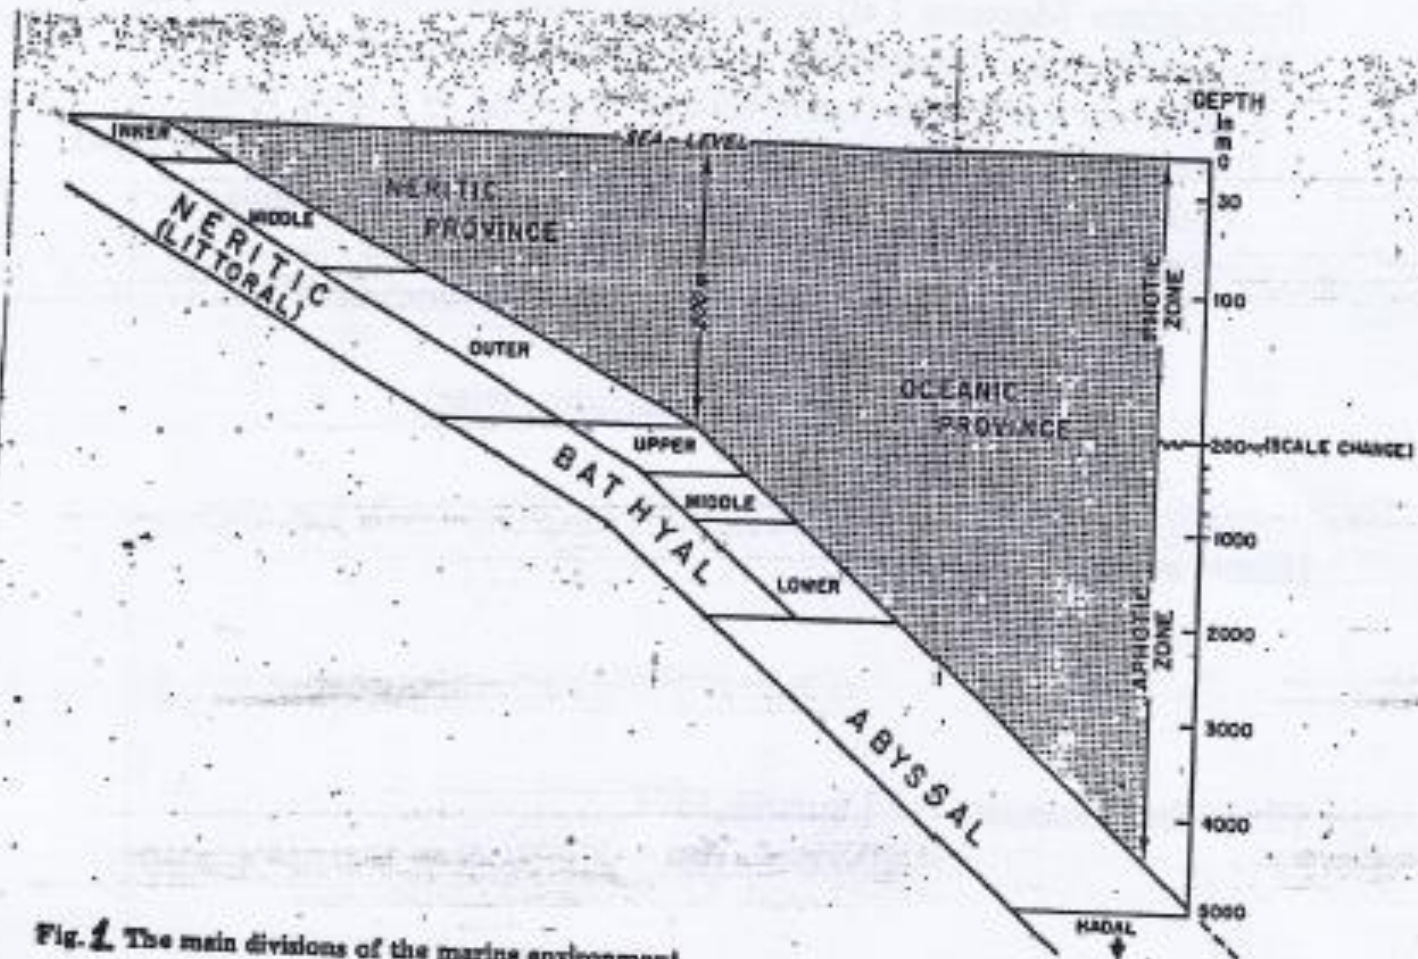 DEPTH
in
m
INNER
SEA-LEVEL
0
NERITIC
PROVINCE
30
MIDDLE
NERITIC
(LITTORAL)
200 m
PHOTIC
ZONE
100
OUTER
OCEANIC
PROVINCE
UPPER
200 (SCALE CHANGE)
BATHYAL
MIDDLE
1000
LOWER
APHOTIC
ZONE
2000
3000
ABYSSAL
4000
5000
HADAL
Fig. 1. The main divisions of the marine environment